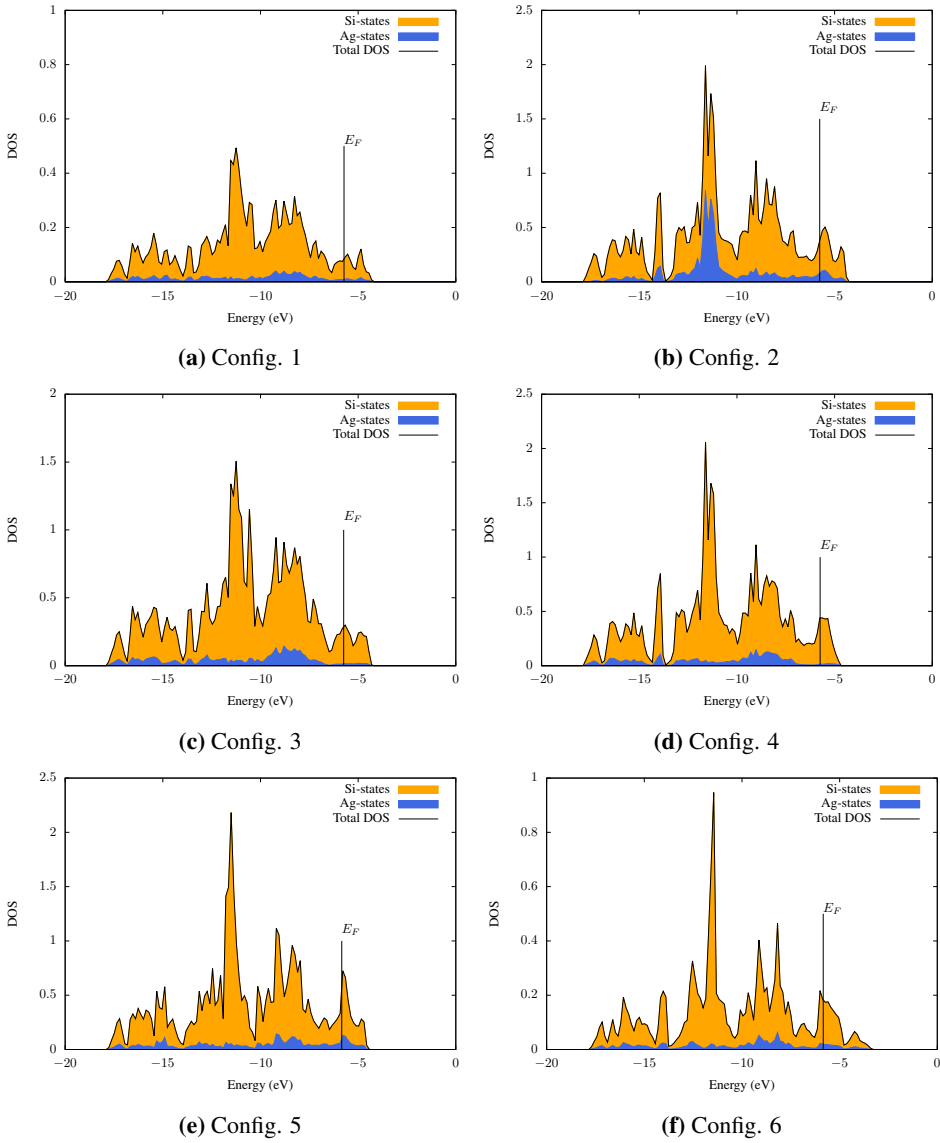 1
0.8
0.6
0.4
0.2
0
−20
−15
−10
−5
0
DOS
Energy (eV)
Si-states
Ag-states
Total DOS
E_F
(a) Config. 1
2.5
2
1.5
1
0.5
0
−20
−15
−10
−5
0
DOS
Energy (eV)
Si-states
Ag-states
Total DOS
E_F
(b) Config. 2
2
1.5
1
0.5
0
−20
−15
−10
−5
0
DOS
Energy (eV)
Si-states
Ag-states
Total DOS
E_F
(c) Config. 3
2.5
2
1.5
1
0.5
0
−20
−15
−10
−5
0
DOS
Energy (eV)
Si-states
Ag-states
Total DOS
E_F
(d) Config. 4
2.5
2
1.5
1
0.5
0
−20
−15
−10
−5
0
DOS
Energy (eV)
Si-states
Ag-states
Total DOS
E_F
(e) Config. 5
1
0.8
0.6
0.4
0.2
0
−20
−15
−10
−5
0
DOS
Energy (eV)
Si-states
Ag-states
Total DOS
E_F
(f) Config. 6